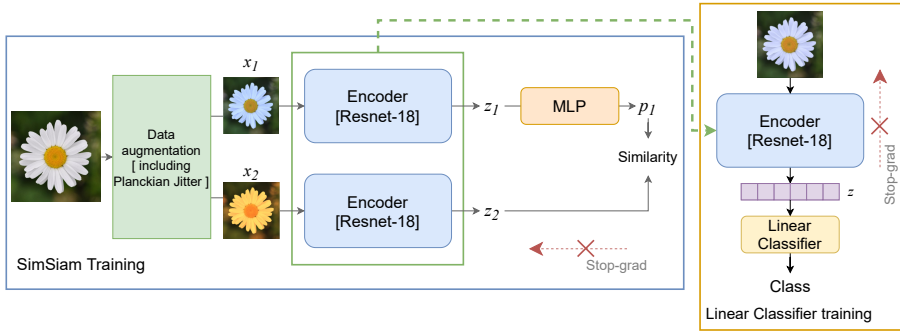 x1
Encoder
[Resnet-18]
z1
MLP
p1
Data
augmentation
[ including
Planckian Jitter ]
Similarity
x2
Encoder
[Resnet-18]
z2
Stop-grad
SimSiam Training
Encoder
[Resnet-18]
Stop-grad
z
Linear
Classifier
Class
Linear Classifier training